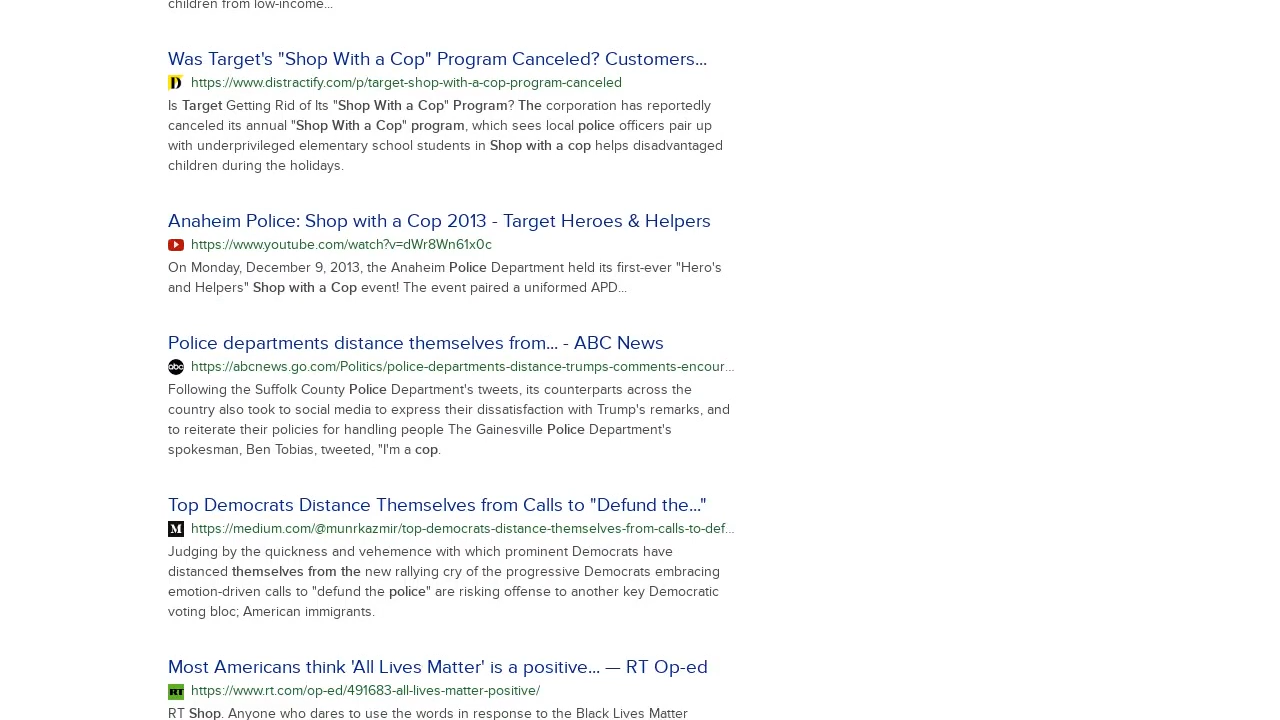 children from low-income...
Was Target's "Shop With a Cop" Program Canceled? Customers...
D https://www.distractify.com/p/target-shop-with-a-cop-program-canceled
Is Target Getting Rid of Its "Shop With a Cop" Program? The corporation has reportedly
canceled its annual "Shop With a Cop" program, which sees local police officers pair up
with underprivileged elementary school students in Shop with a cop helps disadvantaged
children during the holidays.
Anaheim Police: Shop with a Cop 2013 - Target Heroes & Helpers
https://www.youtube.com/watch?v=dWr8Wn61x0c
On Monday, December 9, 2013, the Anaheim Police Department held its first-ever "Hero's
and Helpers" Shop with a Cop event! The event paired a uniformed APD...
Police departments distance themselves from... - ABC News
abc https://abcnews.go.com/Politics/police-departments-distance-trumps-comments-encour...
Following the Suffolk County Police Department's tweets, its counterparts across the
country also took to social media to express their dissatisfaction with Trump's remarks, and
to reiterate their policies for handling people The Gainesville Police Department's
spokesman, Ben Tobias, tweeted, "I'm a cop.
Top Democrats Distance Themselves from Calls to "Defund the..."
M https://medium.com/@munrkazmir/top-democrats-distance-themselves-from-calls-to-def...
Judging by the quickness and vehemence with which prominent Democrats have
distanced themselves from the new rallying cry of the progressive Democrats embracing
emotion-driven calls to "defund the police" are risking offense to another key Democratic
voting bloc; American immigrants.
Most Americans think 'All Lives Matter' is a positive... — RT Op-ed
RT https://www.rt.com/op-ed/491683-all-lives-matter-positive/
RT Shop. Anyone who dares to use the words in response to the Black Lives Matter